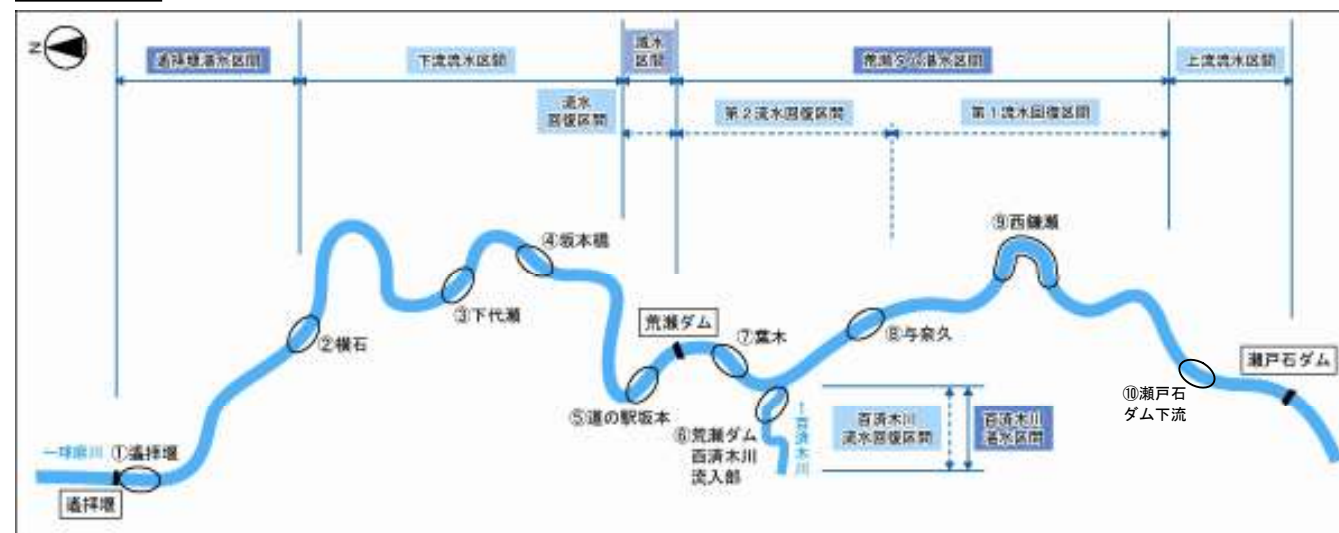 N
遙拝堰湛水区間
下流流水区間
減水
区間
荒瀬ダム湛水区間
上流流水区間
流水
回復区間
第2流水回復区間
第1流水回復区間
⑨西鎌瀬
④坂本橋
③下代瀬
②横石
荒瀬ダム
⑦葉木
⑧与奈久
瀬戸石ダム
⑤道の駅坂本
⑥荒瀬ダム
百済木川
流入部
←百済木川
百済木川
流水回復区間
百済木川
湛水区間
⑩瀬戸石
ダム下流
←球磨川
①遙拝堰
遙拝堰